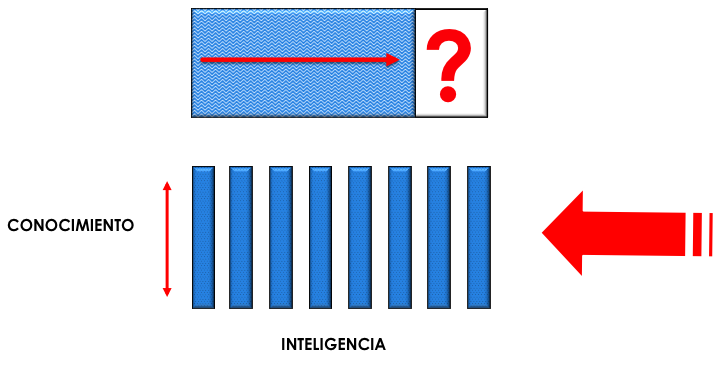 ?
CONOCIMIENTO
INTELIGENCIA